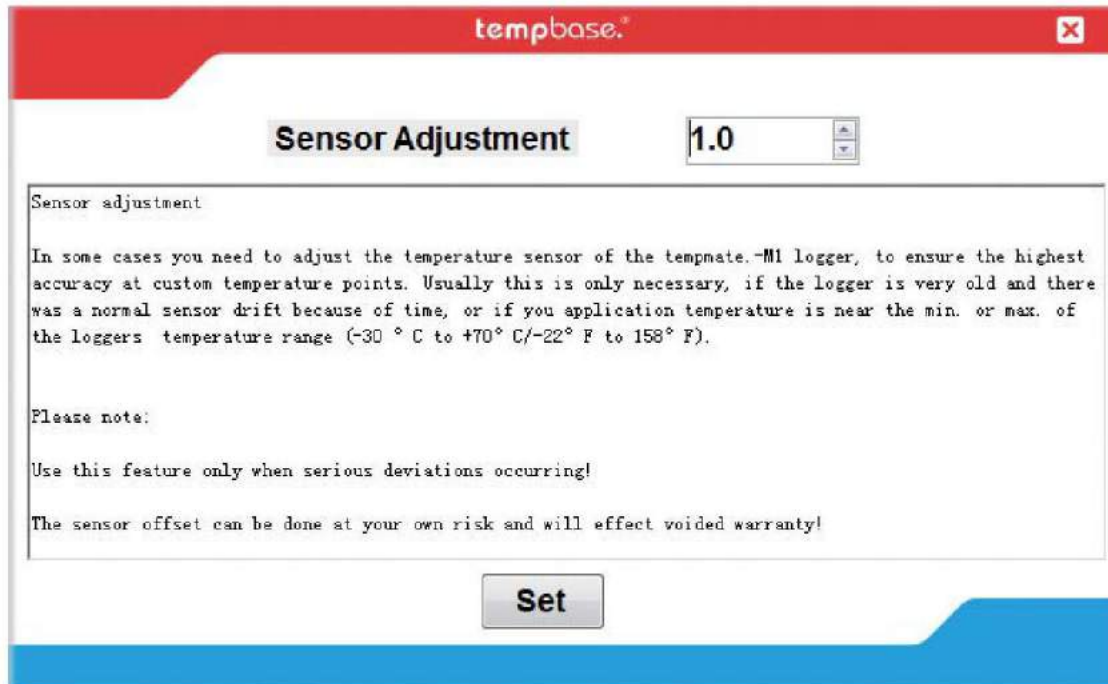 tempbase.®
Sensor Adjustment 1.0
Sensor adjustment
In some cases you need to adjust the temperature sensor of the tempmate.-M1 logger, to ensure the highest
accuracy at custom temperature points. Usually this is only necessary, if the logger is very old and there
was a normal sensor drift because of time, or if you application temperature is near the min. or max. of
the loggers temperature range (-30 ° C to +70° C/-22° F to 158° F).
Please note:
Use this feature only when serious deviations occurring!
The sensor offset can be done at your own risk and will effect voided warranty!
Set